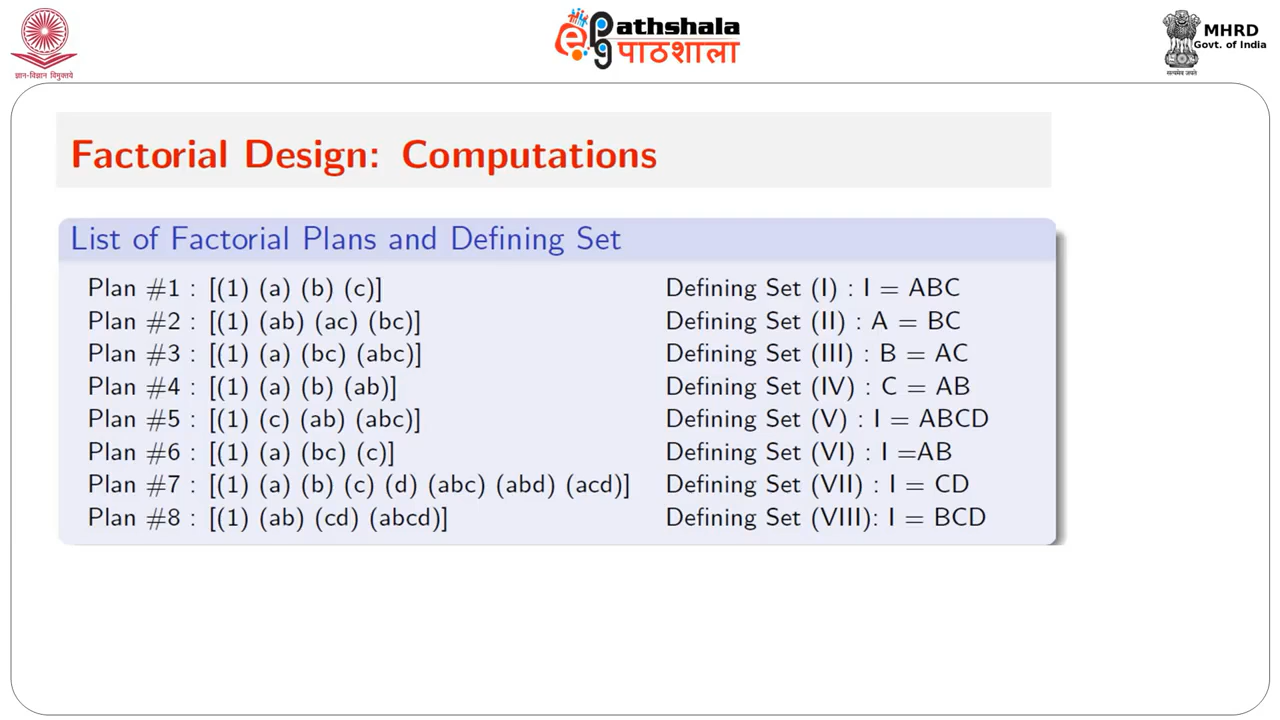 ज्ञान-विज्ञान विमुक्तये
ePathshala
पाठशाला
MHRD
Govt. of India
सत्यमेव जयते
Factorial Design: Computations
List of Factorial Plans and Defining Set
Plan #1 : [(1) (a) (b) (c)] Defining Set (I) : I = ABC
Plan #2 : [(1) (ab) (ac) (bc)] Defining Set (II) : A = BC
Plan #3 : [(1) (a) (bc) (abc)] Defining Set (III) : B = AC
Plan #4 : [(1) (a) (b) (ab)] Defining Set (IV) : C = AB
Plan #5 : [(1) (c) (ab) (abc)] Defining Set (V) : I = ABCD
Plan #6 : [(1) (a) (bc) (c)] Defining Set (VI) : I =AB
Plan #7 : [(1) (a) (b) (c) (d) (abc) (abd) (acd)] Defining Set (VII) : I = CD
Plan #8 : [(1) (ab) (cd) (abcd)] Defining Set (VIII): I = BCD